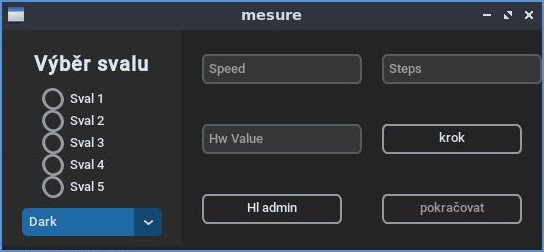 mesure
Výběr svalu
Sval 1
Sval 2
Sval 3
Sval 4
Sval 5
Dark
Speed
Steps
Hw Value
krok
Hl admin
pokračovat